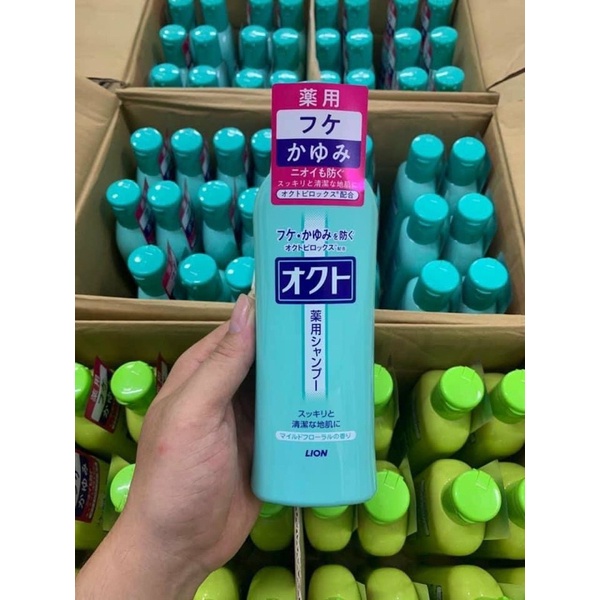 薬用
フケ
かゆみ
ニオイも防ぐ
スッキリと清潔な地肌に
オクトピロックス®配合
フケ・かゆみを防ぐ
オクトピロックス配合
オクト
薬用シャンプー
スッキリと
清潔な地肌に
マイルドフローラルの香り
LION